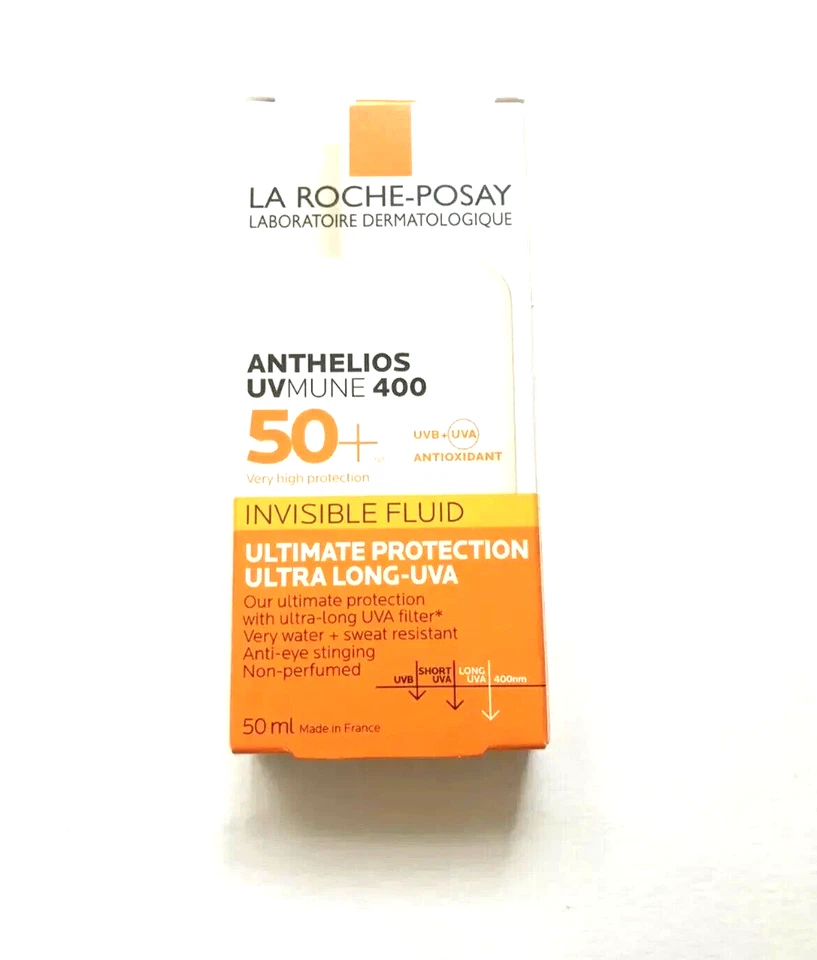 LA ROCHE-POSAY
LABORATOIRE DERMATOLOGIQUE
ANTHELIOS
UVMUNE 400
50+
UVB + UVA
ANTIOXIDANT
Very high protection
INVISIBLE FLUID
ULTIMATE PROTECTION
ULTRA LONG-UVA
Our ultimate protection
with ultra-long UVA filter*
Very water + sweat resistant
Anti-eye stinging
Non-perfumed
UVB
SHORT
UVA
LONG
UVA
400nm
50 ml Made in France